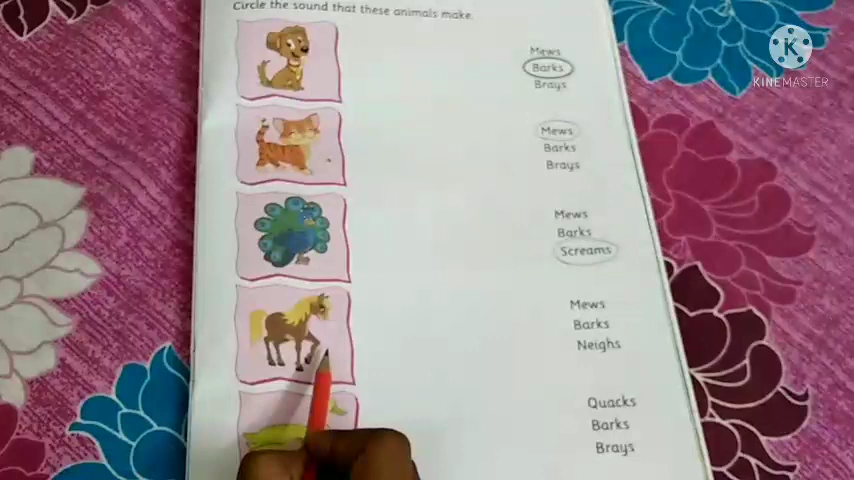 Circle the sound that these animals make.
Mews
Barks
Brays
Mews
Barks
Brays
Mews
Barks
Screams
Mews
Barks
Neighs
Quacks
Barks
Brays
K
KINEMASTER